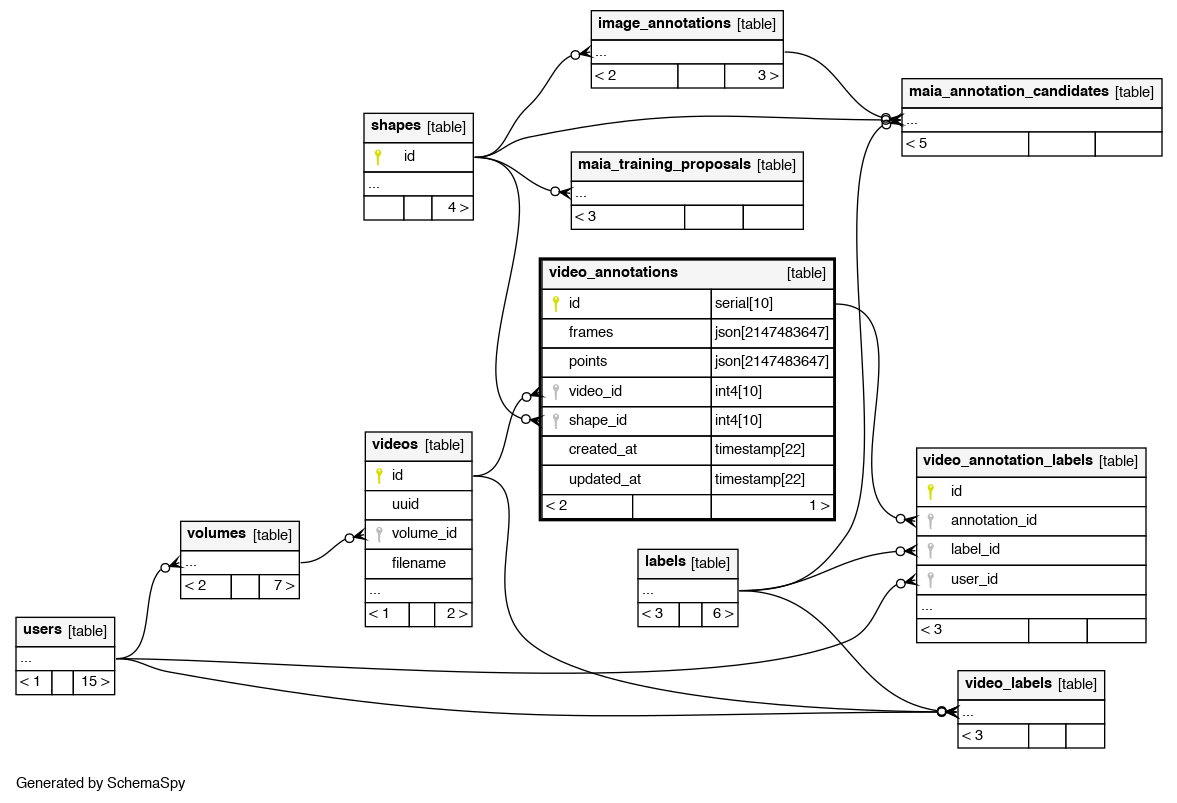 image_annotations [table]
...
< 2 3 >
maia_annotation_candidates [table]
...
< 5
shapes [table]
id
...
4 >
maia_training_proposals [table]
...
< 3
video_annotations [table]
id serial[10]
frames json[2147483647]
points json[2147483647]
video_id int4[10]
shape_id int4[10]
created_at timestamp[22]
updated_at timestamp[22]
< 2 1 >
videos [table]
id
uuid
volume_id
filename
...
< 1 2 >
video_annotation_labels [table]
id
annotation_id
label_id
user_id
...
< 3
volumes [table]
...
< 2 7 >
labels [table]
...
< 3 6 >
users [table]
...
< 1 15 >
video_labels [table]
...
< 3
Generated by SchemaSpy